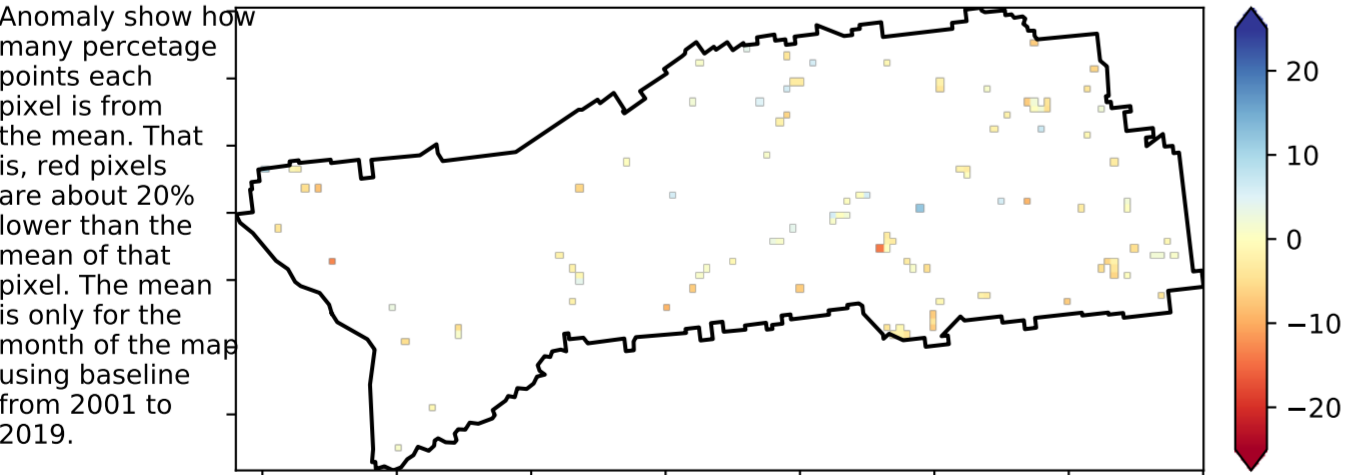 Anomaly show how
many percetage
points each
pixel is from
the mean. That
is, red pixels
are about 20%
lower than the
mean of that
pixel. The mean
is only for the
month of the map
using baseline
from 2001 to
2019.
20
10
0
−10
−20